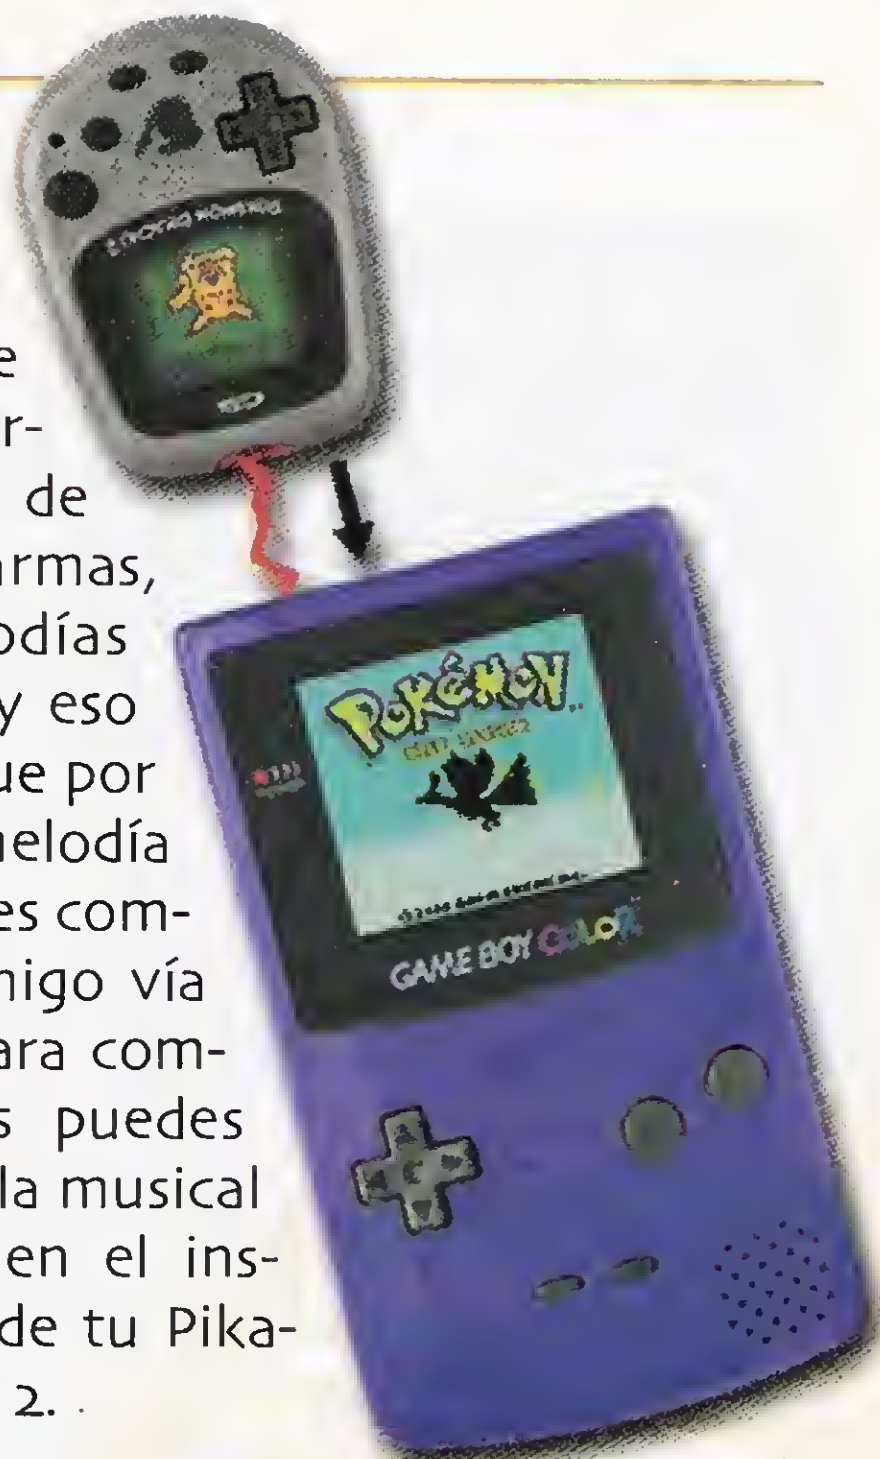 e
r-
de
armas,
odías
y eso
ue por
nelodía
es com-
nigo vía
ara com-
s puedes
la musical
en el ins-
de tu Pika-
2.
POKÉMON
GAME BOY COLOR